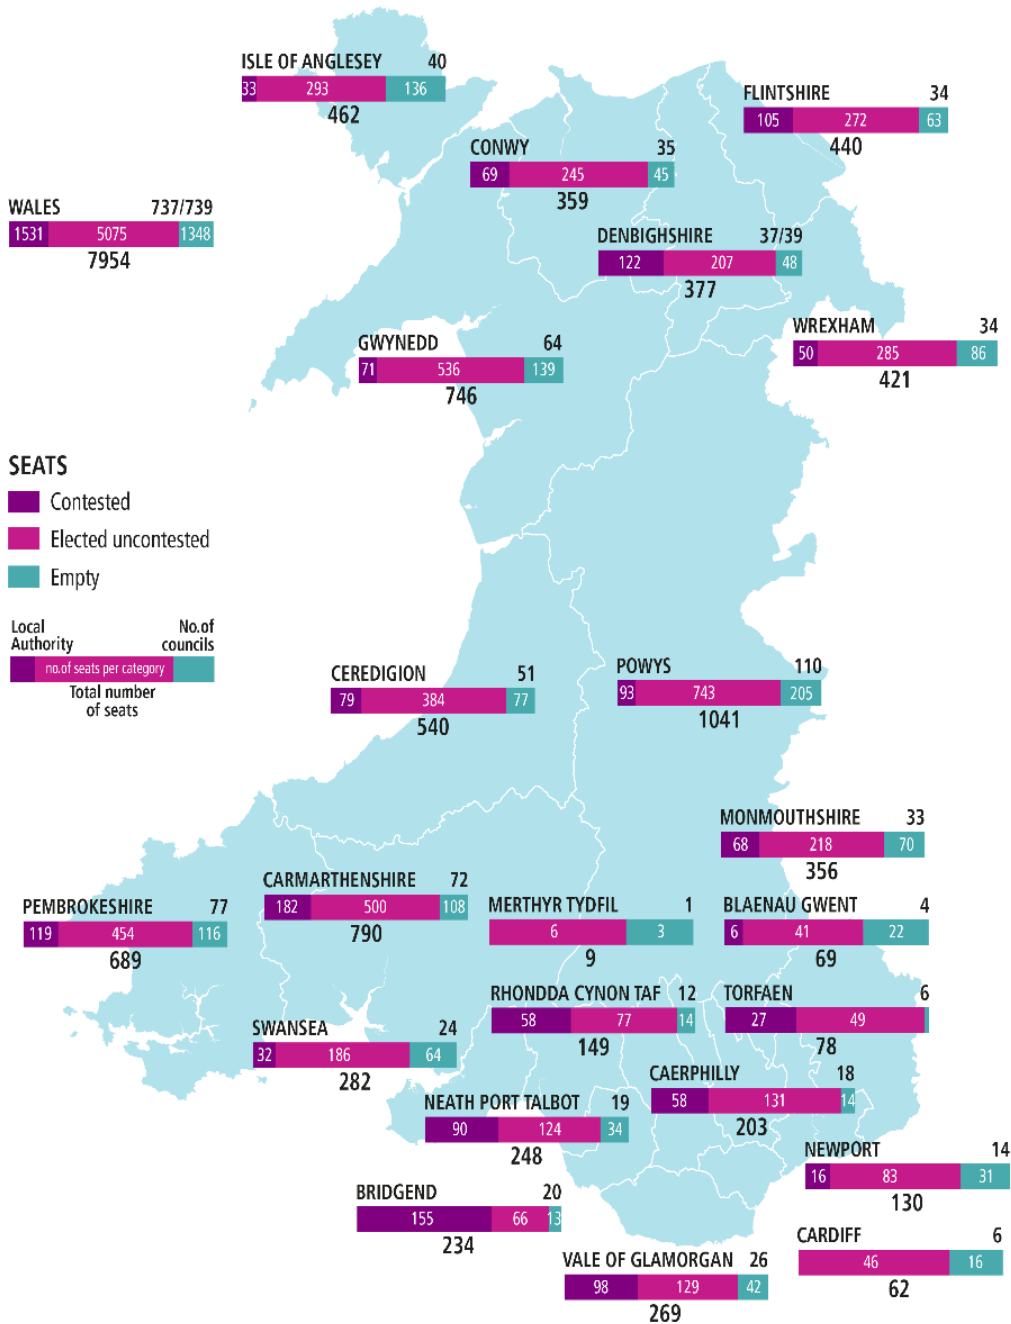 ISLE OF ANGLESEY 40
33 293 136
462
FLINTSHIRE 34
105 272 63
440
CONWY 35
69 245 45
359
WALES 737/739
1531 5075 1348
7954
DENBIGHSHIRE 37/39
122 207 48
377
WREXHAM 34
50 285 86
421
GWYNEDD 64
71 536 139
746
SEATS
Contested
Elected uncontested
Empty
Local
Authority
No.of
councils
no.of seats per category
Total number
of seats
CEREDIGION 51
79 384 77
540
POWYS 110
93 743 205
1041
MONMOUTHSHIRE 33
68 218 70
356
CARMARTHENSHIRE 72
182 500 108
790
PEMBROKESHIRE 77
119 454 116
689
MERTHYR TYDFIL 1
6 3
9
BLAENAU GWENT 4
6 41 22
69
RHONDDA CYNON TAF 12
58 77 14
149
TORFAEN 6
27 49
78
SWANSEA 24
32 186 64
282
CAERPHILLY 18
58 131 14
203
NEATH PORT TALBOT 19
90 124 34
248
NEWPORT 14
16 83 31
130
BRIDGEND 20
155 66 13
234
CARDIFF 6
46 16
62
VALE OF GLAMORGAN 26
98 129 42
269